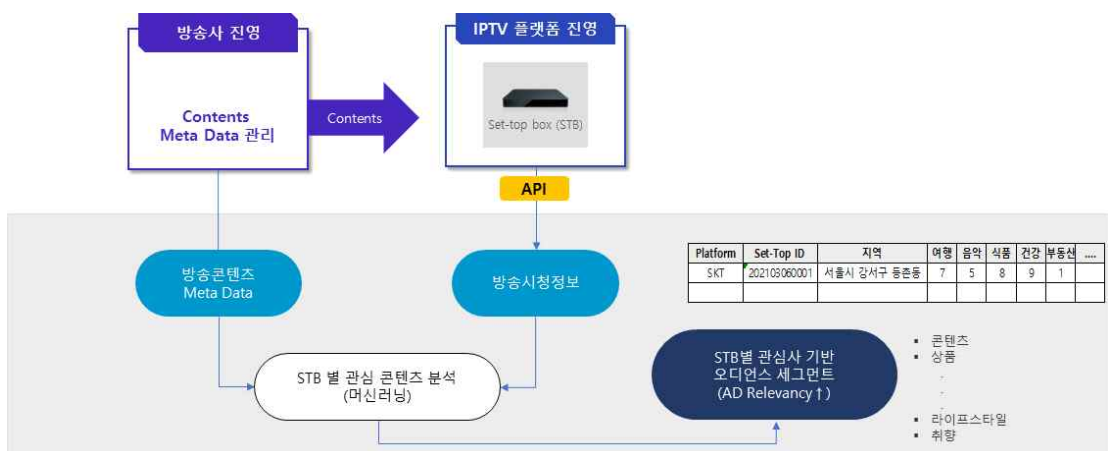 방송사 진영
Contents
Meta Data 관리
Contents
IPTV 플랫폼 진영
Set-top box (STB)
API
방송콘텐츠
Meta Data
방송시청정보
Platform Set-Top ID 지역 여행 음악 식품 건강 부동산 ....
SKT 202103060001 서울시 강서구 등촌동 7 5 8 9 1
STB 별 관심 콘텐츠 분석
(머신러닝)
STB별 관심사 기반
오디언스 세그먼트
(AD Relevancy↑)
▪ 콘텐츠
▪ 상품
.
.
.
▪ 라이프스타일
▪ 취향